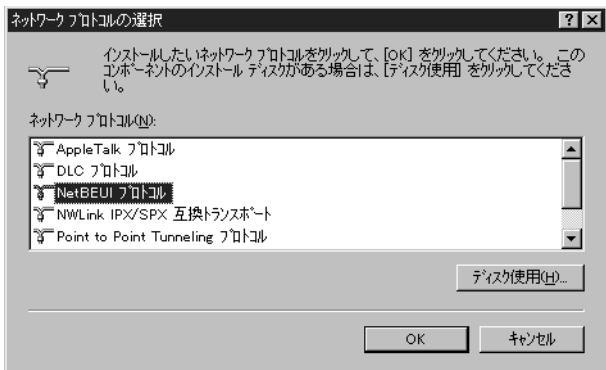 ネットワーク プロトコルの選択
インストールしたいネットワーク プロトコルをクリックして、[OK] をクリックしてください。 この
コンポーネントのインストール ディスクがある場合は、[ディスク使用] をクリックしてくださ
い。
ネットワーク プロトコル(N):
AppleTalk プロトコル
DLC プロトコル
NetBEUI プロトコル
NWLink IPX/SPX 互換トランスポート
Point to Point Tunneling プロトコル
ディスク使用(H)...
OK キャンセル